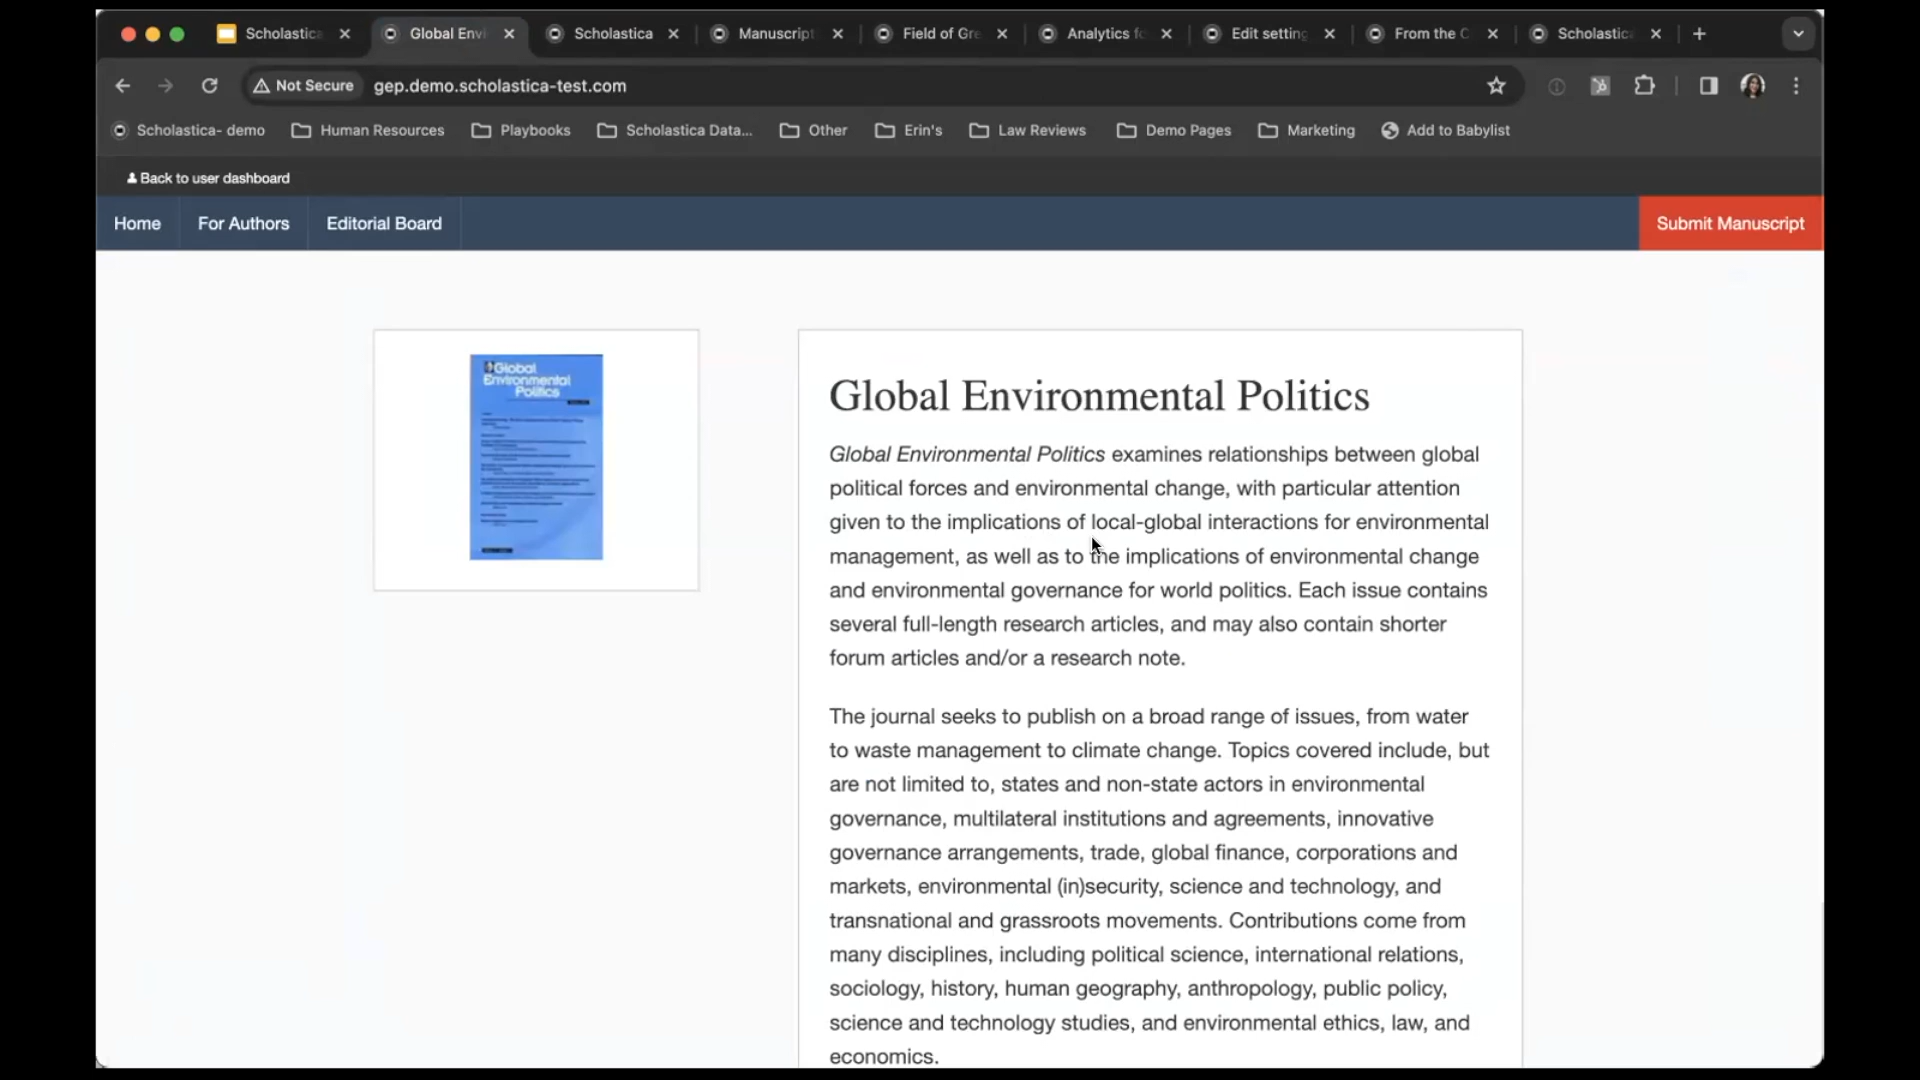 Scholastica
Global Envi
Scholastica
Manuscript
Field of Gre
Analytics fo
Edit setting
From the C
Scholastica
Not Secure
gep.demo.scholastica-test.com
Scholastica- demo
Human Resources
Playbooks
Scholastica Data...
Other
Erin's
Law Reviews
Demo Pages
Marketing
Add to Babylist
Back to user dashboard
Home
For Authors
Editorial Board
Submit Manuscript
Global
Environmental
Politics
Global Environmental Politics
Global Environmental Politics examines relationships between global
political forces and environmental change, with particular attention
given to the implications of local-global interactions for environmental
management, as well as to the implications of environmental change
and environmental governance for world politics. Each issue contains
several full-length research articles, and may also contain shorter
forum articles and/or a research note.
The journal seeks to publish on a broad range of issues, from water
to waste management to climate change. Topics covered include, but
are not limited to, states and non-state actors in environmental
governance, multilateral institutions and agreements, innovative
governance arrangements, trade, global finance, corporations and
markets, environmental (in)security, science and technology, and
transnational and grassroots movements. Contributions come from
many disciplines, including political science, international relations,
sociology, history, human geography, anthropology, public policy,
science and technology studies, and environmental ethics, law, and
economics.